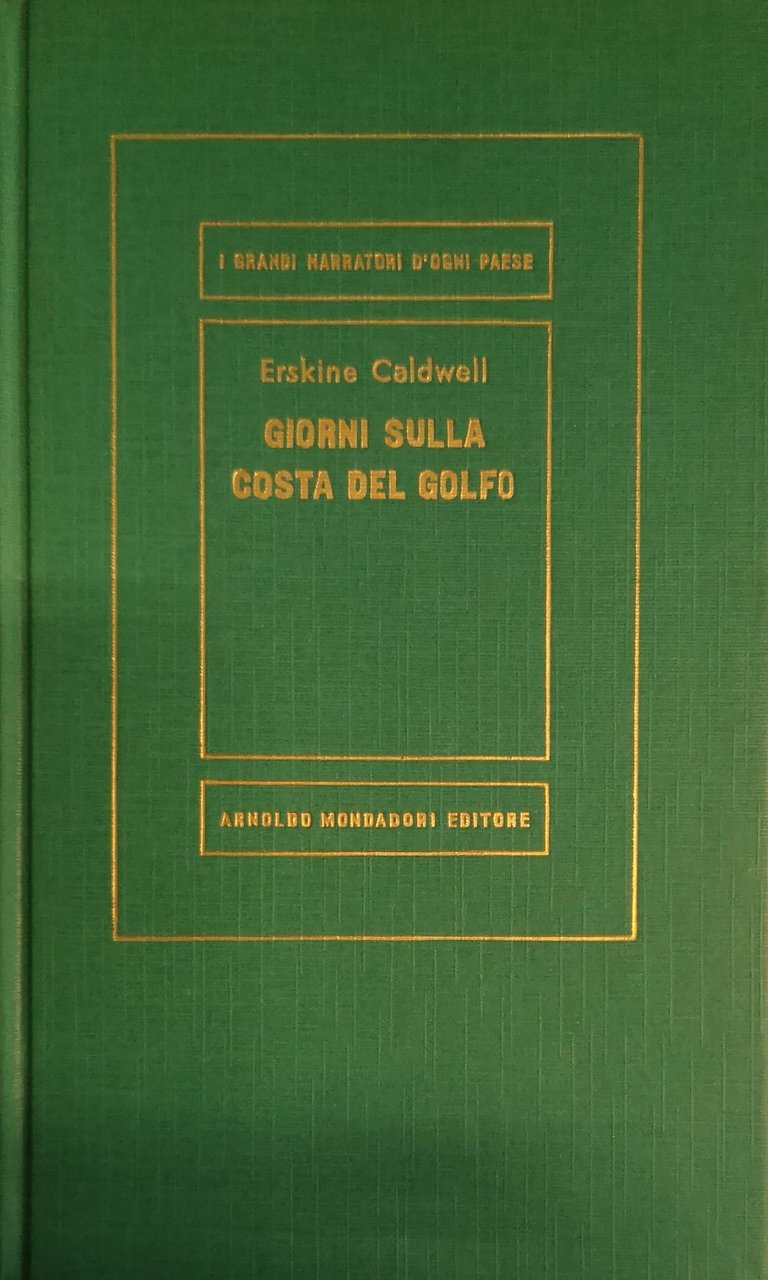 I GRANDI NARRATORI D'OGNI PAESE
Erskine Caldwell
GIORNI SULLA
COSTA DEL GOLFO
ARNOLDO MONDADORI EDITORE